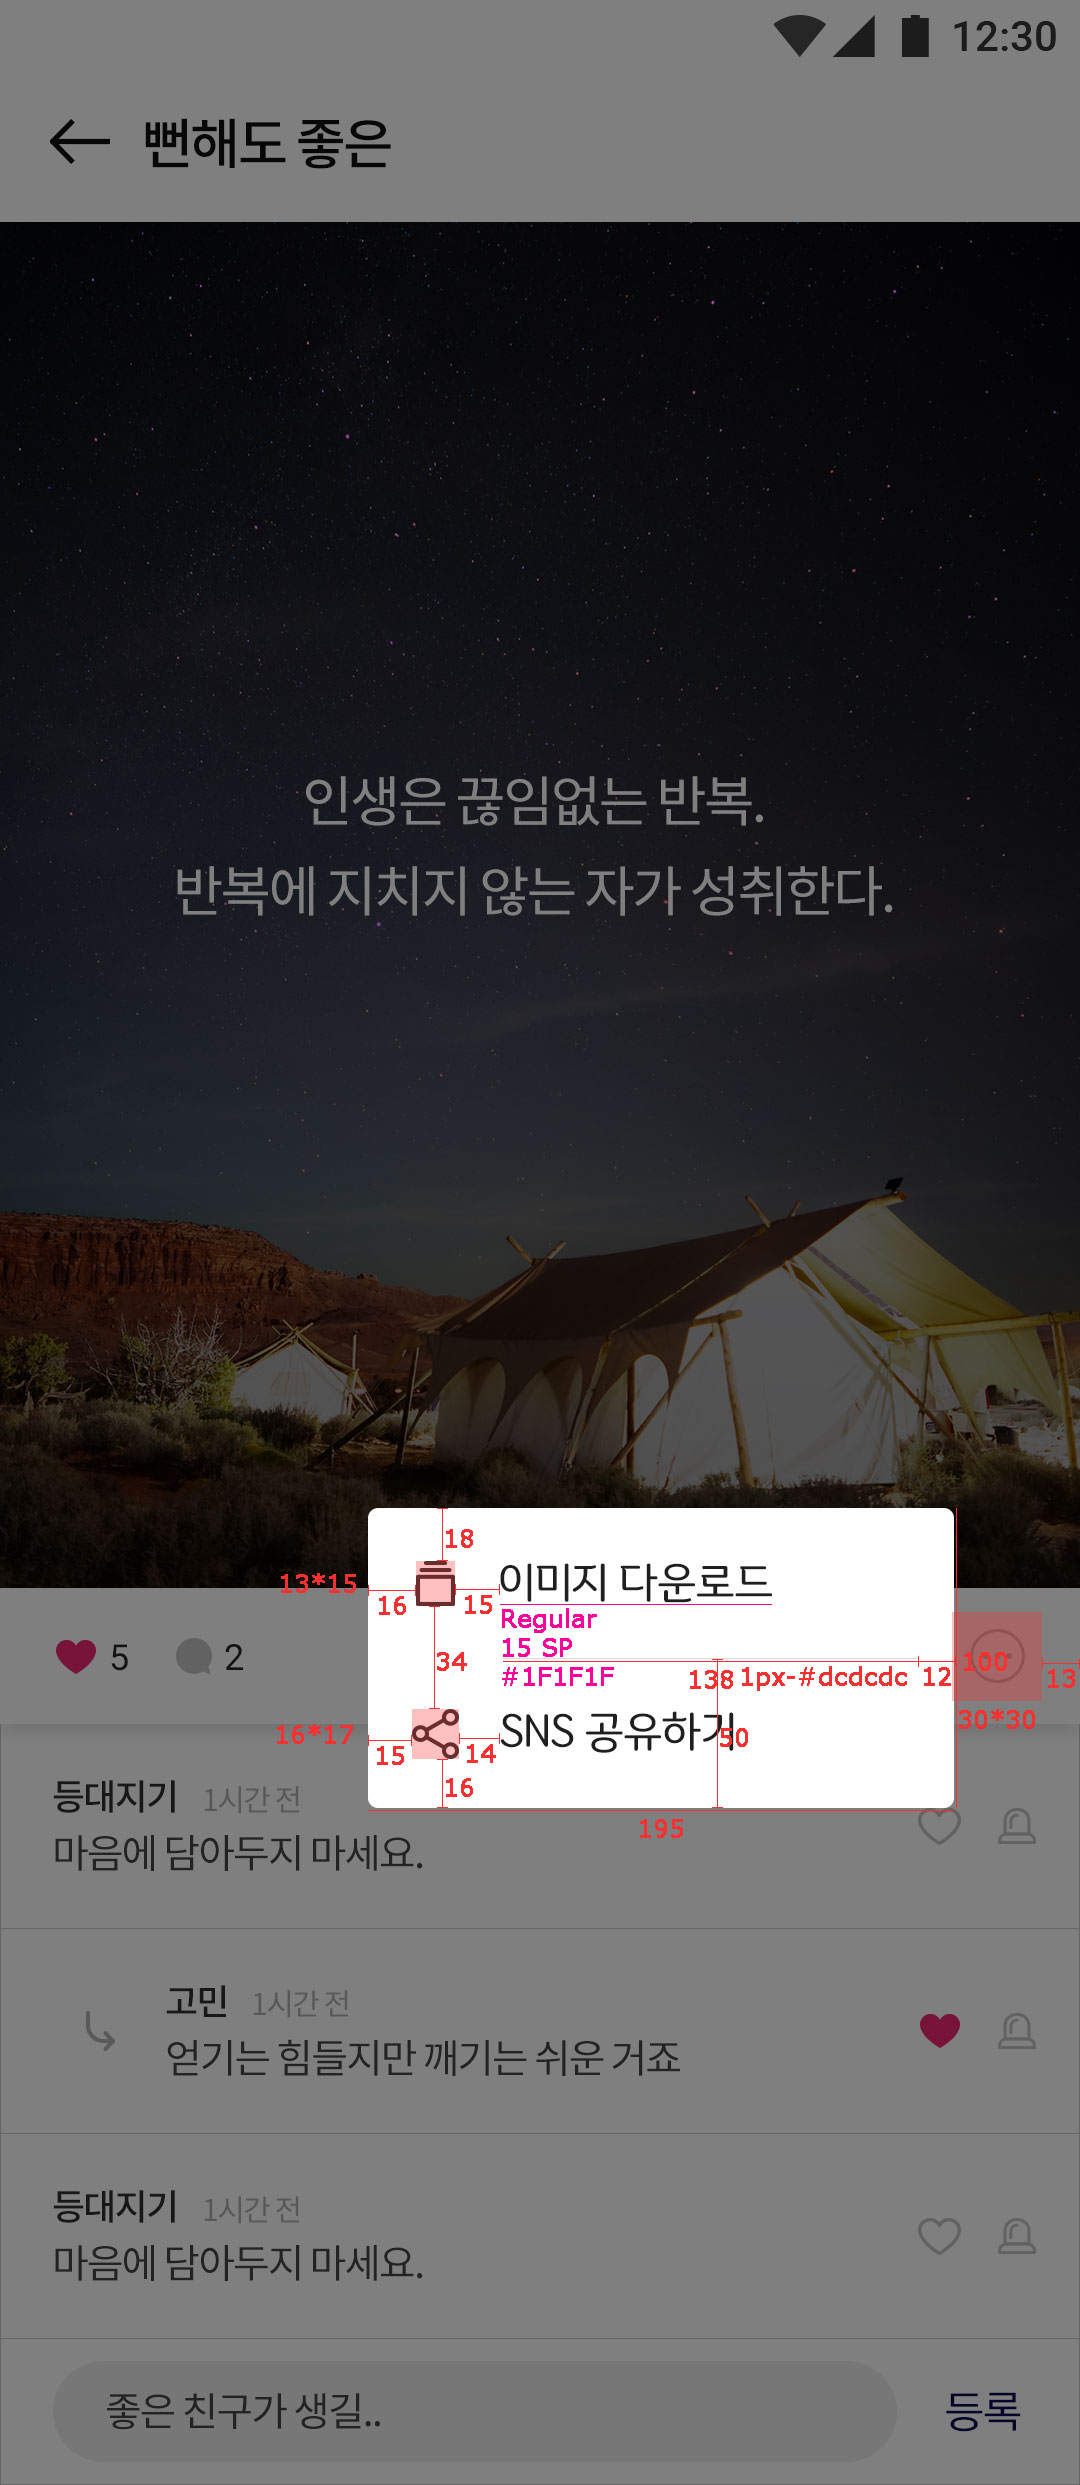 12:30
뻔해도 좋은
인생은 끊임없는 반복.
반복에 지치지 않는 자가 성취한다.
18
13*15
이미지 다운로드
16
15
Regular
15 SP
#1F1F1F
34
138
1px-#dcdcdc
12
100
13
5
2
30*30
16*17
SNS 공유하기
50
15
14
16
195
등대지기 1시간 전
마음에 담아두지 마세요.
고민 1시간 전
얻기는 힘들지만 깨기는 쉬운 거죠
등대지기 1시간 전
마음에 담아두지 마세요.
좋은 친구가 생길..
등록